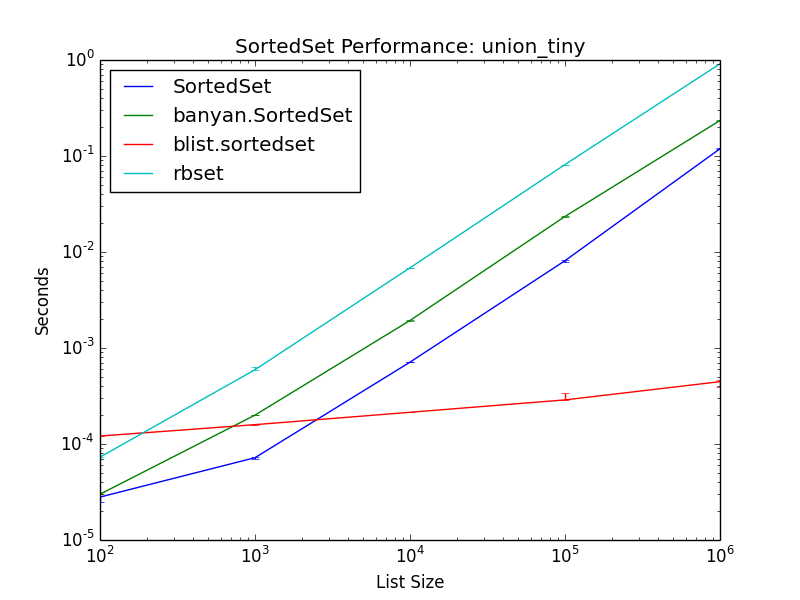 SortedSet Performance: union_tiny
SortedSet
banyan.SortedSet
blist.sortedset
rbset
10^0
10^-1
10^-2
10^-3
10^-4
10^-5
Seconds
10^2
10^3
10^4
10^5
10^6
List Size